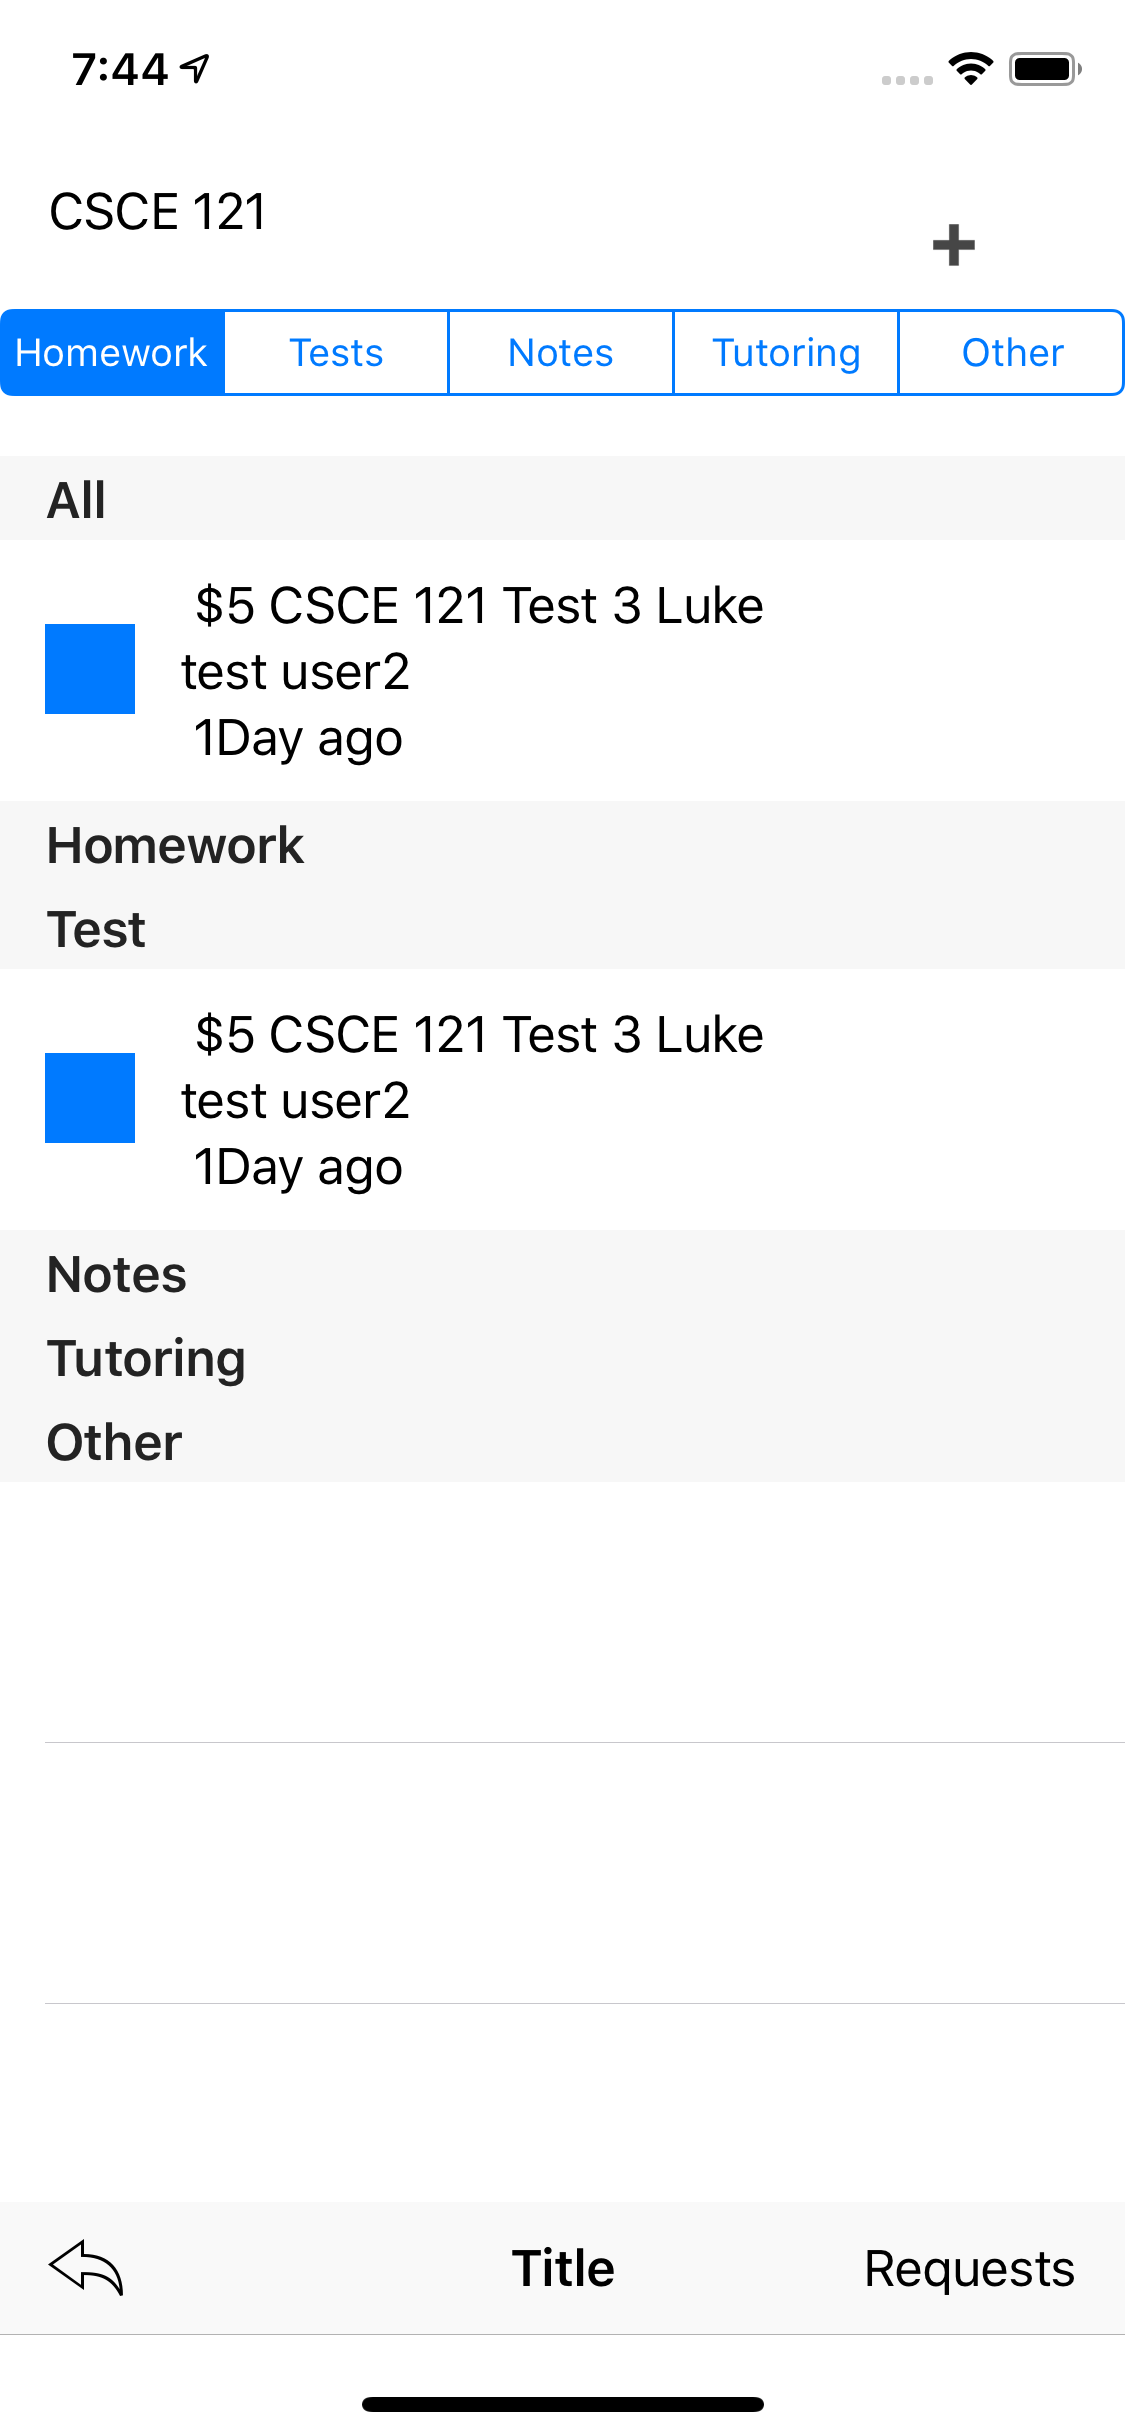 7:44
CSCE 121
+
Homework Tests Notes Tutoring Other
All
$5 CSCE 121 Test 3 Luke
test user2
1Day ago
Homework
Test
$5 CSCE 121 Test 3 Luke
test user2
1Day ago
Notes
Tutoring
Other
Title Requests